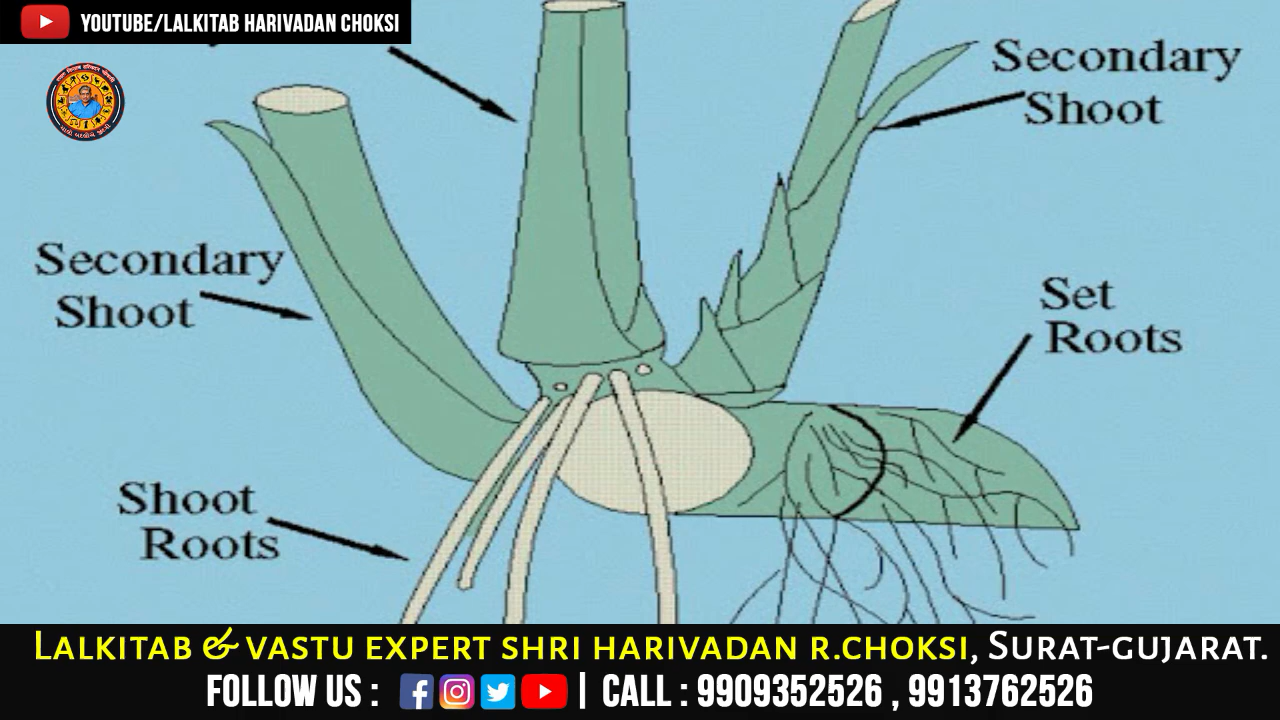 YOUTUBE/LALKITAB HARIVADAN CHOKSI
Secondary
Shoot
Secondary
Shoot
Set
Roots
Shoot
Roots
LALKITAB & VASTU EXPERT SHRI HARIVADAN R.CHOKSI, SURAT-GUJARAT.
FOLLOW US : | CALL : 9909352526 , 9913762526